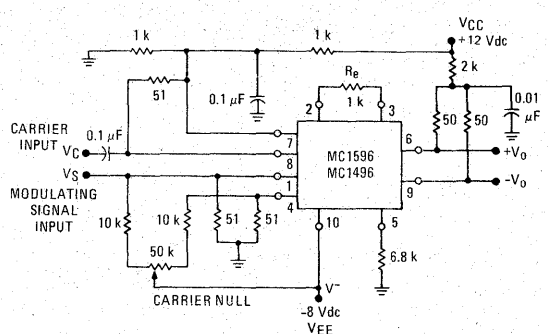 1 k
1 k
VCC
+12 Vdc
2 k
51
0.1 µF
Re
1 k
2
3
50
50
0.01
µF
CARRIER
INPUT
0.1 µF
VC
7
8
MC1596
MC1496
6
+Vo
VS
1
4
9
-Vo
MODULATING
SIGNAL
INPUT
10 k
10 k
51
51
10
5
50 k
6.8 k
V-
CARRIER NULL
-8 Vdc
VEE